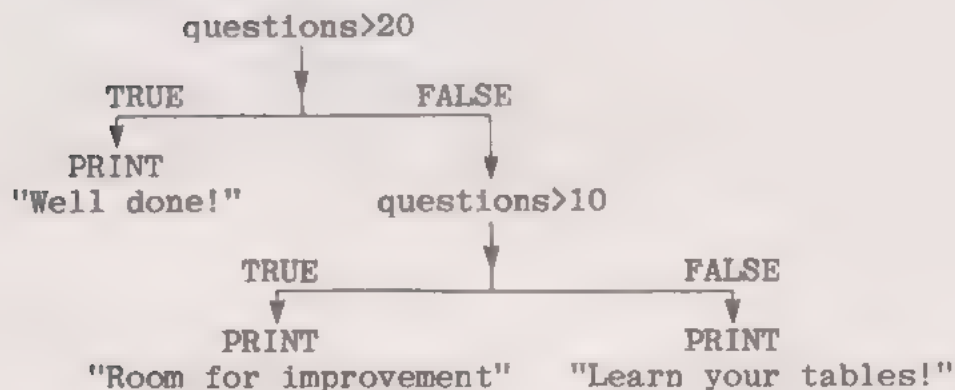 questions>20
TRUE FALSE
PRINT
"Well done!" questions>10
TRUE FALSE
PRINT PRINT
"Room for improvement" "Learn your tables!"